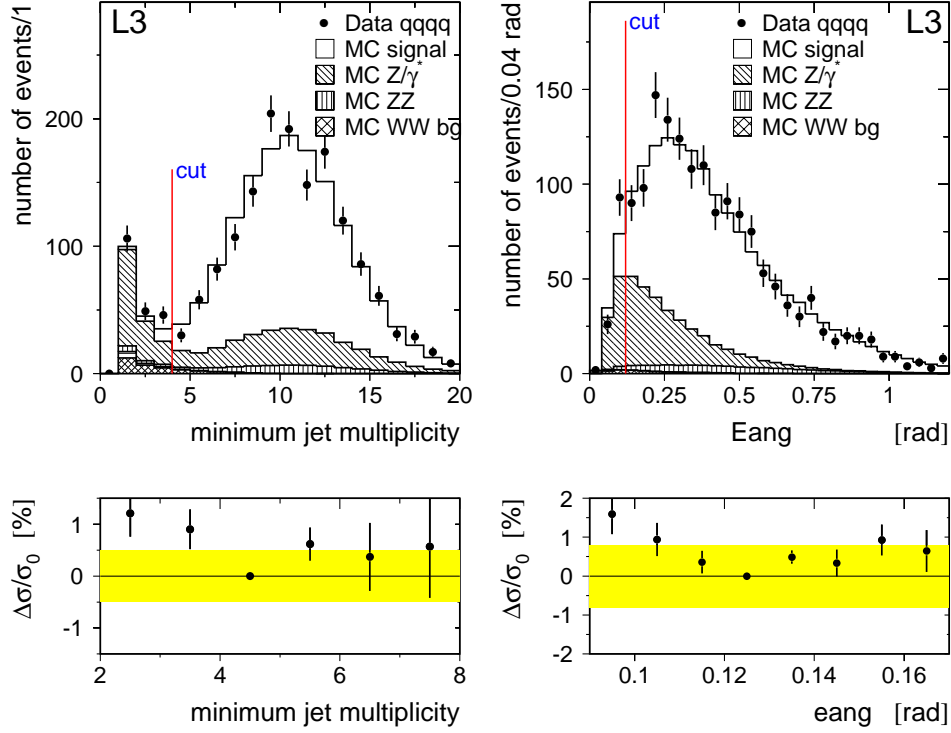 L3
Data qqqq
MC signal
MC Z/γ*
MC ZZ
MC WW bg
cut
number of events/1
200
100
0
0
5
10
15
20
minimum jet multiplicity
L3
Data qqqq
MC signal
MC Z/γ*
MC ZZ
MC WW bg
cut
number of events/0.04 rad
150
100
50
0
0
0.25
0.5
0.75
1
Eang [rad]
Δσ/σ0 [%]
1
0
-1
2
4
6
8
minimum jet multiplicity
Δσ/σ0 [%]
2
1
0
-1
-2
0.1
0.12
0.14
0.16
eang [rad]